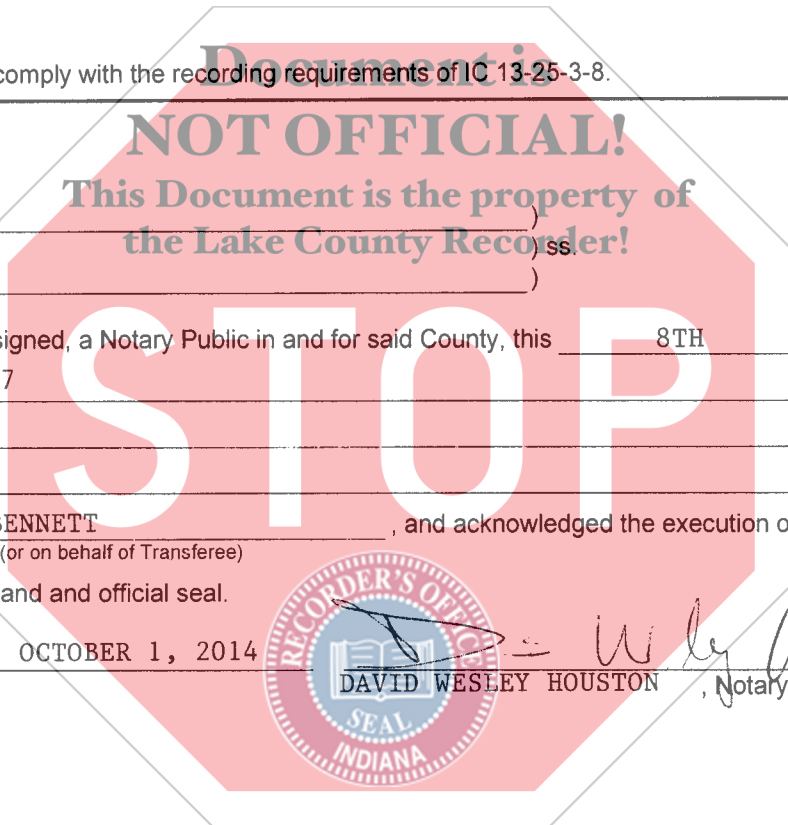 comply with the recording requirements of IC 13-25-3-8.
Document is
NOT OFFICIAL!
This Document is the property of
the Lake County Recorder!
)
) ss.
)
signed, a Notary Public in and for said County, this 8TH
7
STOP
BENNETT , and acknowledged the execution o
(or on behalf of Transferee)
and and official seal.
OCTOBER 1, 2014
DAVID WESLEY HOUSTON , Notary
RECORDER'S OFFICE
SEAL
INDIANA